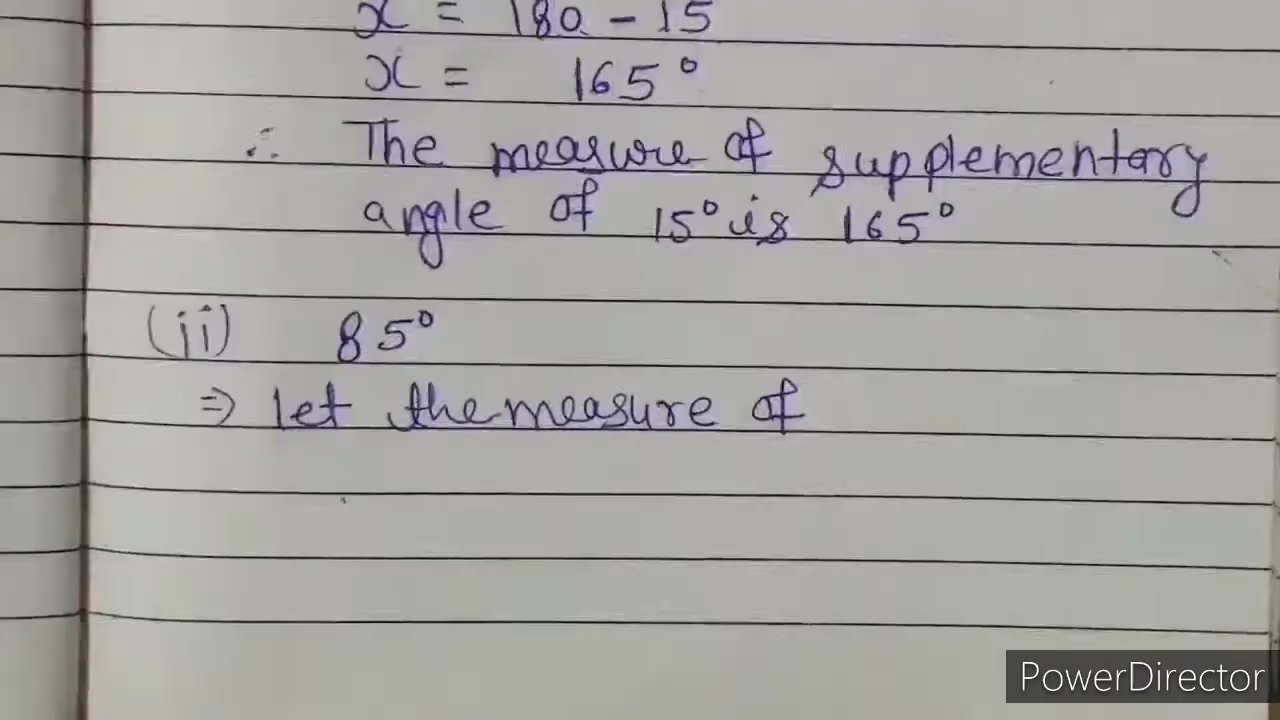 x = 180 - 15
x = 165°
∴ The measure of supplementary
angle of 15° is 165°
(ii) 85°
⇒ let the measure of
PowerDirector